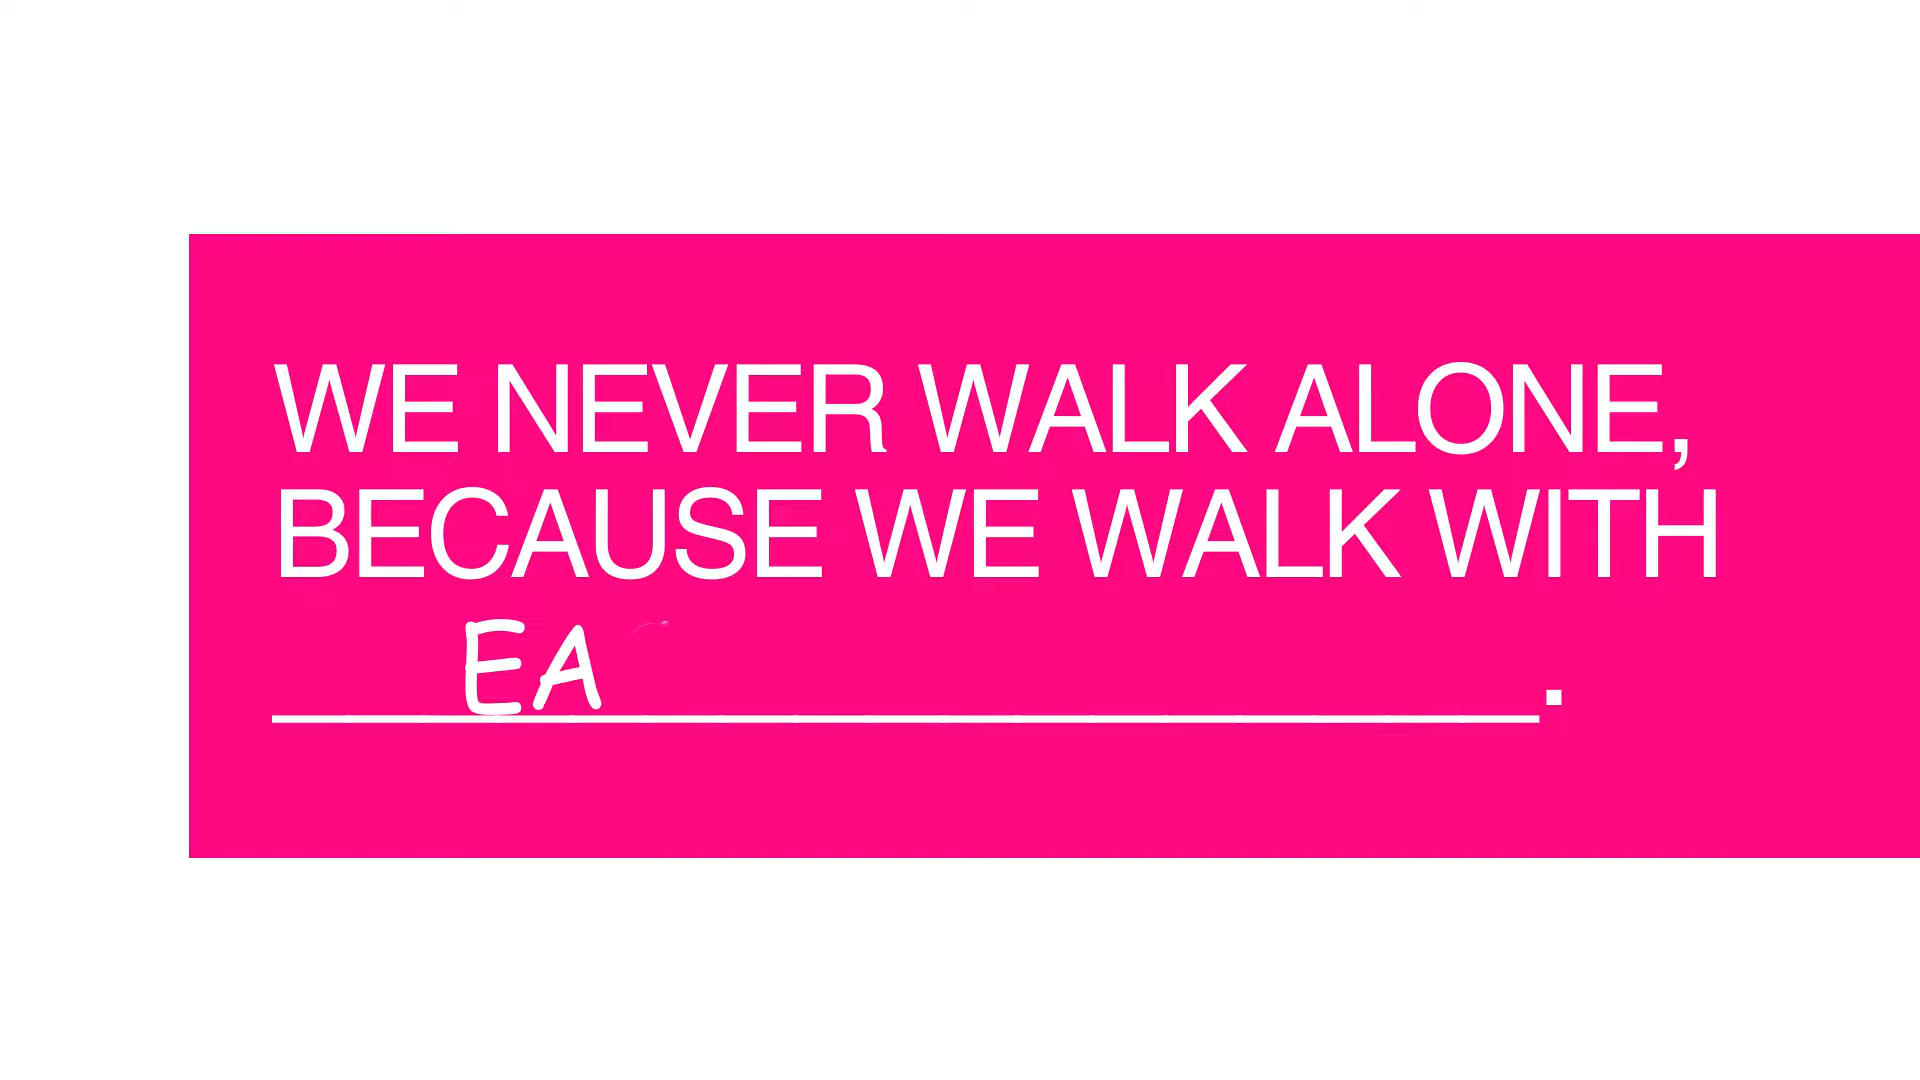 WE NEVER WALK ALONE,
BECAUSE WE WALK WITH
EA
.